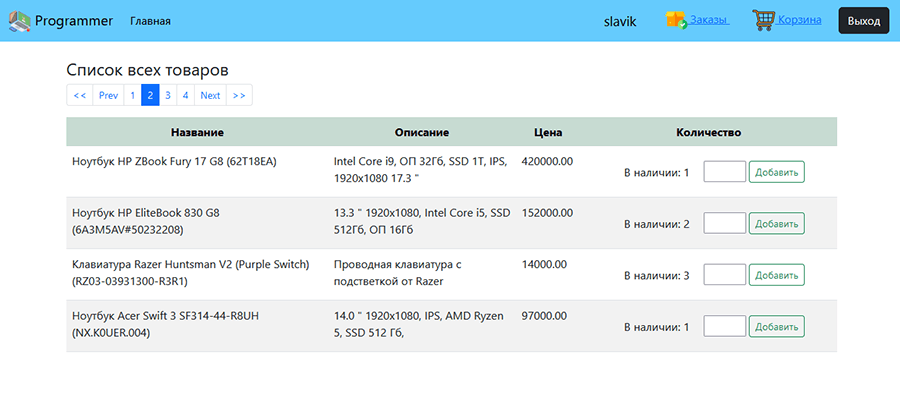 Programmer Главная slavik Заказы Корзина Выход
Список всех товаров
<< Prev 1 2 3 4 Next >>
Название Описание Цена Количество
Ноутбук HP ZBook Fury 17 G8 (62T18EA) Intel Core i9, ОП 32Гб, SSD 1T, IPS, 420000.00
1920x1080 17.3 "
В наличии: 1 Добавить
Ноутбук HP EliteBook 830 G8 13.3 " 1920x1080, Intel Core i5, SSD 152000.00
(6A3M5AV#50232208) 512Гб, ОП 16Гб
В наличии: 2 Добавить
Клавиатура Razer Huntsman V2 (Purple Switch) Проводная клавиатура с 14000.00
(RZ03-03931300-R3R1) подстветкой от Razer
В наличии: 3 Добавить
Ноутбук Acer Swift 3 SF314-44-R8UH 14.0 " 1920x1080, IPS, AMD Ryzen 97000.00
(NX.K0UER.004) 5, SSD 512 Гб,
В наличии: 1 Добавить